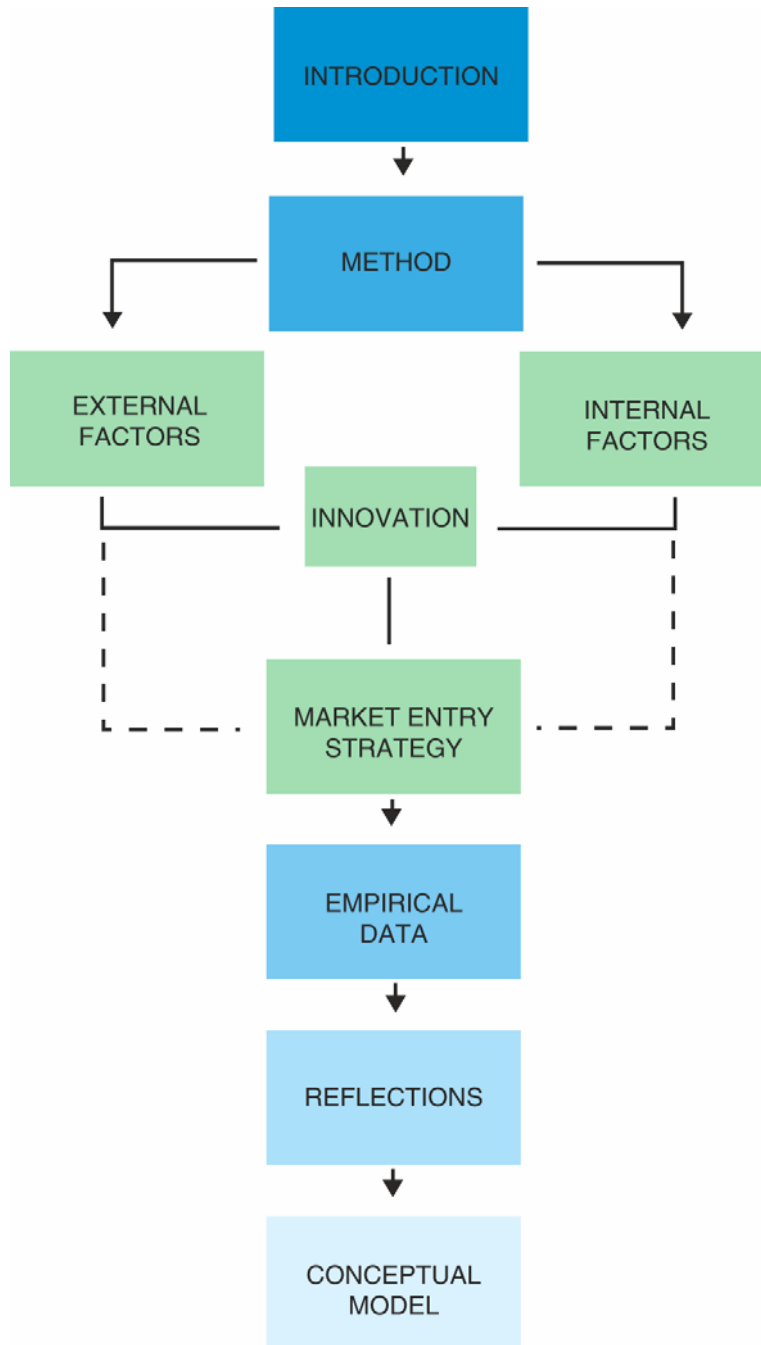 INTRODUCTION
METHOD
EXTERNAL
FACTORS
INTERNAL
FACTORS
INNOVATION
MARKET ENTRY
STRATEGY
EMPIRICAL
DATA
REFLECTIONS
CONCEPTUAL
MODEL